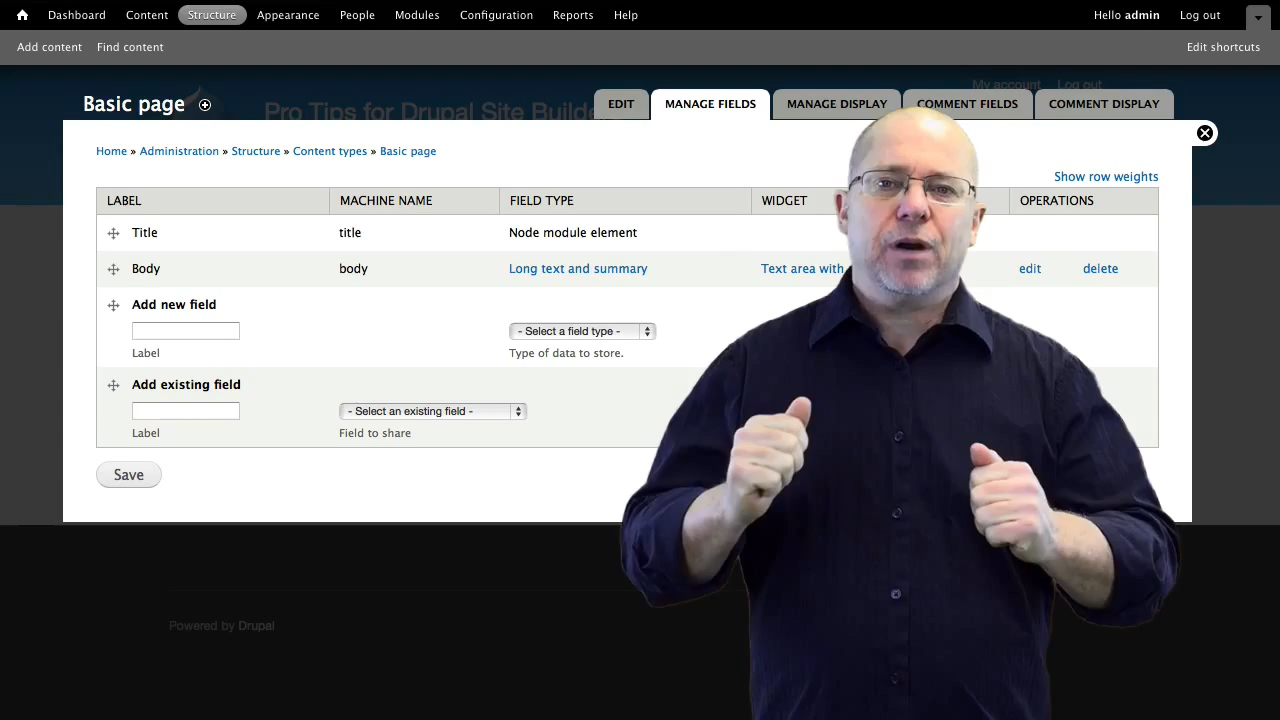 Dashboard Content Structure Appearance People Modules Configuration Reports Help Hello admin Log out
Add content Find content Edit shortcuts
My account Log out
Basic page Pro Tips for Drupal Site Builde EDIT MANAGE FIELDS MANAGE DISPLAY COMMENT FIELDS COMMENT DISPLAY
Home » Administration » Structure » Content types » Basic page
Show row weights
LABEL MACHINE NAME FIELD TYPE WIDGET OPERATIONS
Title title Node module element
Body body Long text and summary Text area with edit delete
Add new field
- Select a field type -
Label Type of data to store.
Add existing field
- Select an existing field -
Label Field to share
Save
Powered by Drupal